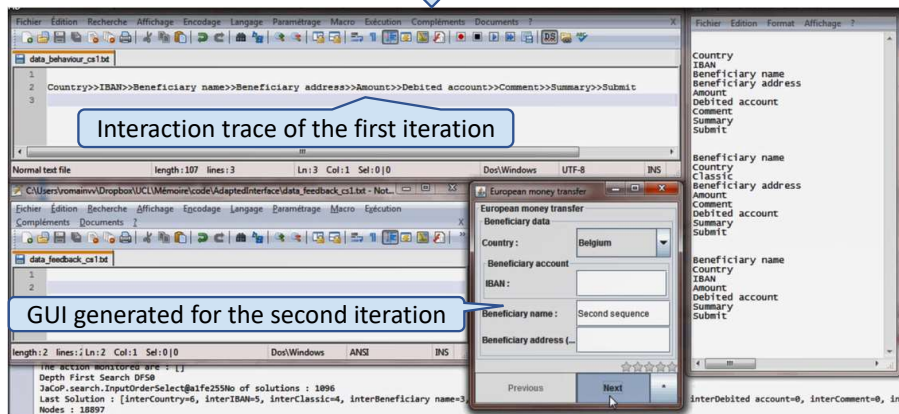 Fichier Édition Recherche Affichage Encodage Langage Paramétrage Macro Exécution Compléments Documents ? X
data_behaviour_cs1.txt
1
2 Country>>IBAN>>Beneficiary name>>Beneficiary address>>Amount>>Debited account>>Comment>>Summary>>Submit
3
Interaction trace of the first iteration
Normal text file length : 107 lines : 3 Ln : 3 Col : 1 Sel : 0 | 0 Dos\Windows UTF-8 INS
C:\Users\romainvv\Dropbox\UCL\Mémoire\code\AdaptedInterface\data_feedback_cs1.txt - Not...
Fichier Édition Recherche Affichage Encodage Langage Paramétrage Macro Exécution
Compléments Documents ? X
data_feedback_cs1.txt
1
2
GUI generated for the second iteration
length : 2 lines : 2 Ln : 2 Col : 1 Sel : 0 | 0 Dos\Windows ANSI INS
European money transfer
European money transfer
Beneficiary data
Country : Belgium
Beneficiary account
IBAN :
Beneficiary name : Second sequence
Beneficiary address (...
Previous Next
Fichier Edition Format Affichage ?
Country
IBAN
Beneficiary name
Beneficiary address
Amount
Debited account
Comment
Summary
Submit
Beneficiary name
Country
Classic
Beneficiary address
Amount
Comment
Debited account
Summary
Submit
Beneficiary name
Country
IBAN
Amount
Debited account
Summary
Submit
The action monitored are : []
Depth First Search DFS0
JaCoP.search.InputOrderSelect@a1fe255No of solutions : 1096
Last Solution : [interCountry=6, interIBAN=5, interClassic=4, interBeneficiary name=3, interDebited account=0, interComment=0, in
Nodes : 18897